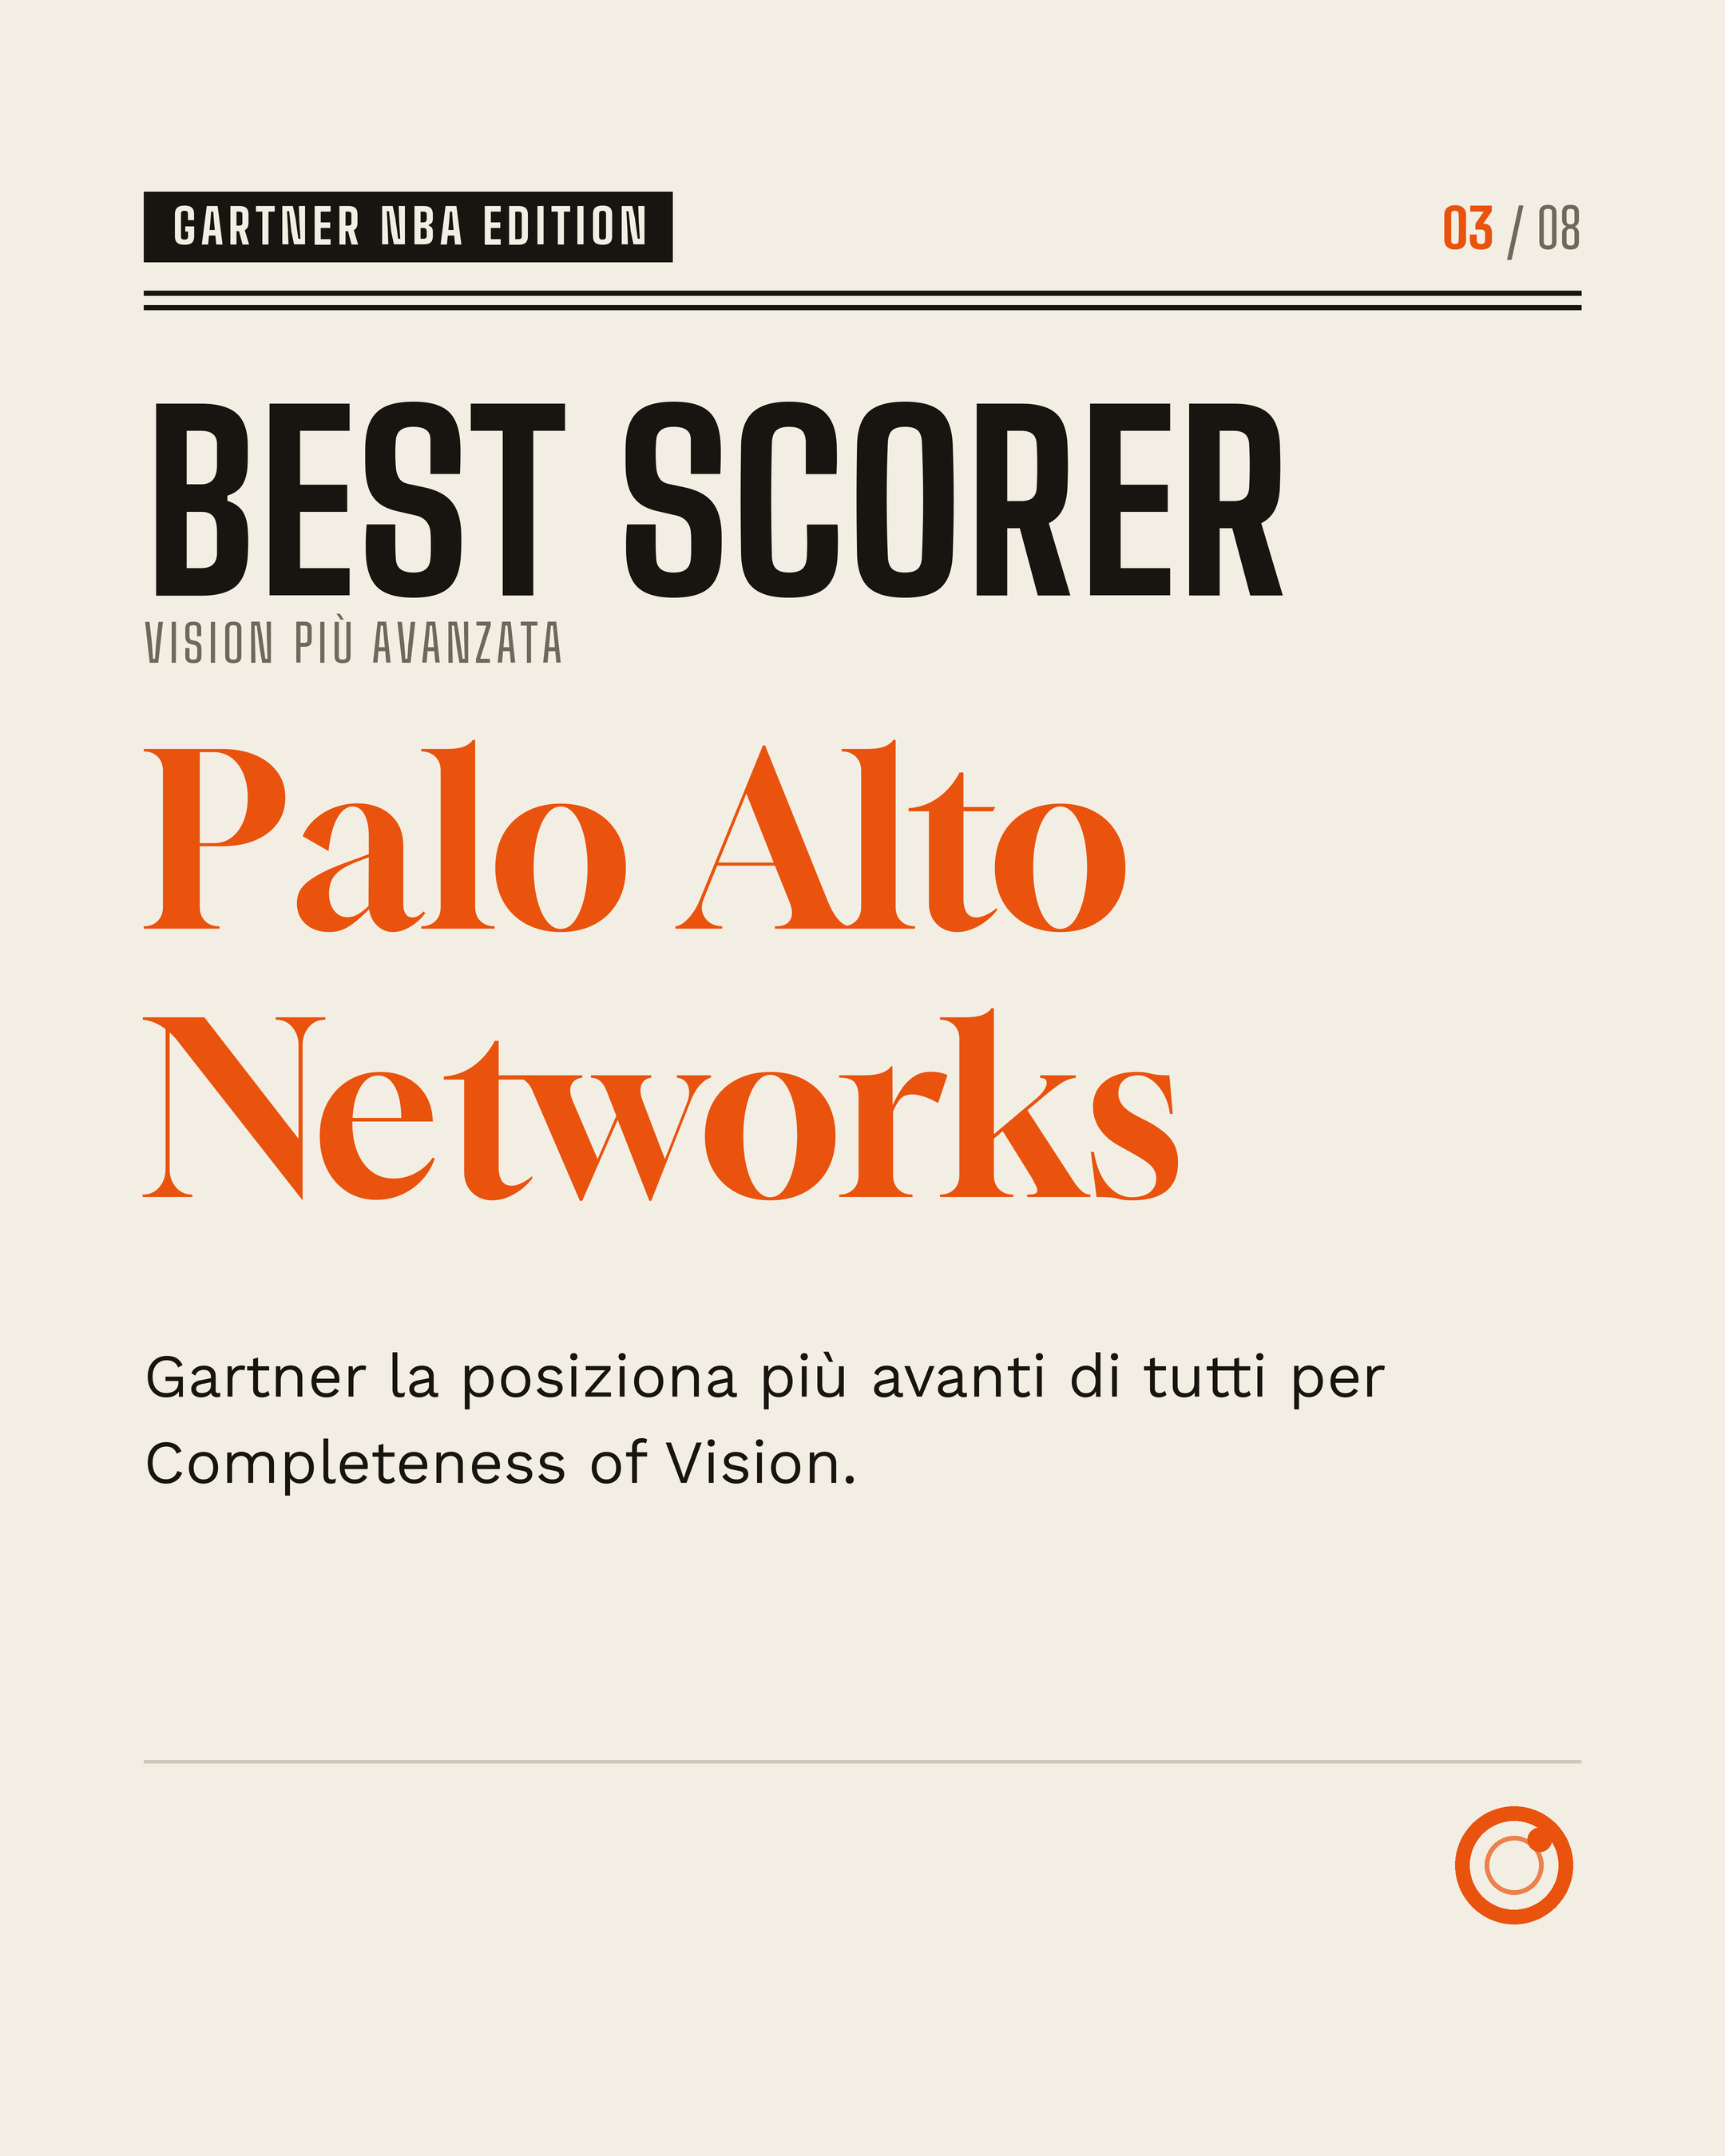 GARTNER NBA EDITION
03 / 08
BEST SCORER
VISION PIÙ AVANZATA
Palo Alto
Networks
Gartner la posiziona più avanti di tutti per
Completeness of Vision.